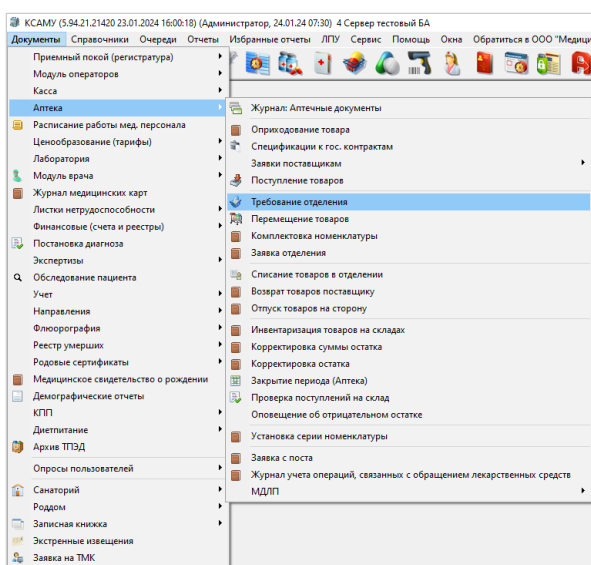 КСАМУ (5.94.21.21420 23.01.2024 16:00:18) (Администратор, 24.01.24 07:30) 4 Сервер тестовый БА
Документы Справочники Очереди Отчеты Избранные отчеты ЛПУ Сервис Помощь Окна Обратиться в ООО "Медици
Приемный покой (регистратура)
Модуль операторов
Касса
Аптека
Расписание работы мед. персонала
Ценообразование (тарифы)
Лаборатория
Модуль врача
Журнал медицинских карт
Листки нетрудоспособности
Финансовые (счета и реестры)
Постановка диагноза
Экспертизы
Обследование пациента
Учет
Направления
Флюорография
Реестр умерших
Родовые сертификаты
Медицинское свидетельство о рождении
Демографические отчеты
КПП
Диетпитание
Архив ТПЭД
Опросы пользователей
Санаторий
Роддом
Записная книжка
Экстренные извещения
Заявка на ТМК
Журнал: Аптечные документы
Оприходование товара
Спецификации к гос. контрактам
Заявки поставщикам
Поступление товаров
Требование отделения
Перемещение товаров
Комплектовка номенклатуры
Заявка отделения
Списание товаров в отделении
Возврат товаров поставщику
Отпуск товаров на сторону
Инвентаризация товаров на складах
Корректировка суммы остатка
Корректировка остатка
Закрытие периода (Аптека)
Проверка поступлений на склад
Оповещение об отрицательном остатке
Установка серии номенклатуры
Заявка с поста
Журнал учета операций, связанных с обращением лекарственных средств
МДЛП